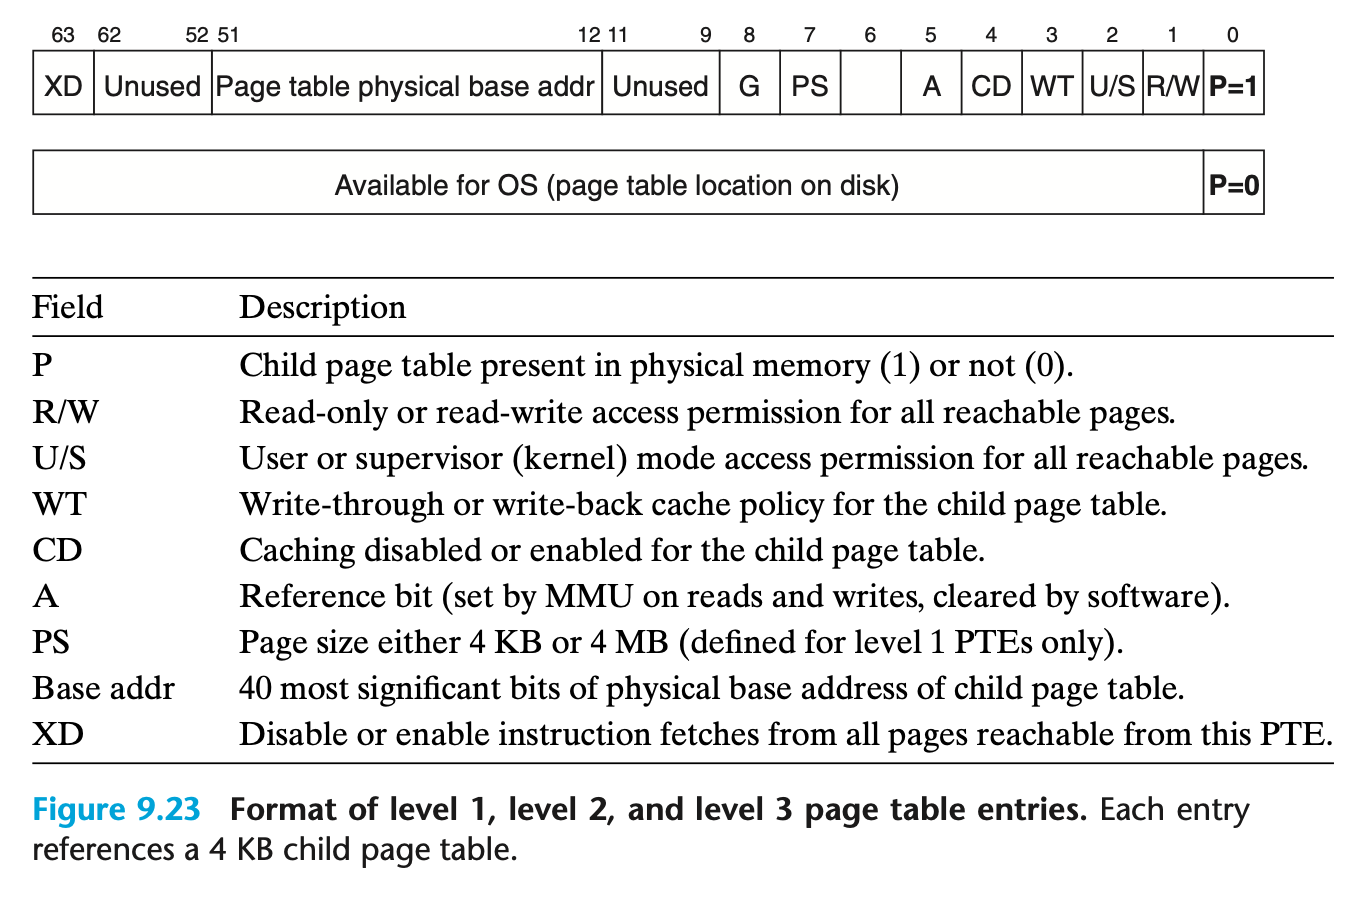 63 62 52 51 12 11 9 8 7 6 5 4 3 2 1 0
XD Unused Page table physical base addr Unused G PS A CD WT U/S R/W P=1
Available for OS (page table location on disk) P=0
Field Description
P Child page table present in physical memory (1) or not (0).
R/W Read-only or read-write access permission for all reachable pages.
U/S User or supervisor (kernel) mode access permission for all reachable pages.
WT Write-through or write-back cache policy for the child page table.
CD Caching disabled or enabled for the child page table.
A Reference bit (set by MMU on reads and writes, cleared by software).
PS Page size either 4 KB or 4 MB (defined for level 1 PTEs only).
Base addr 40 most significant bits of physical base address of child page table.
XD Disable or enable instruction fetches from all pages reachable from this PTE.
Figure 9.23 Format of level 1, level 2, and level 3 page table entries. Each entry
references a 4 KB child page table.